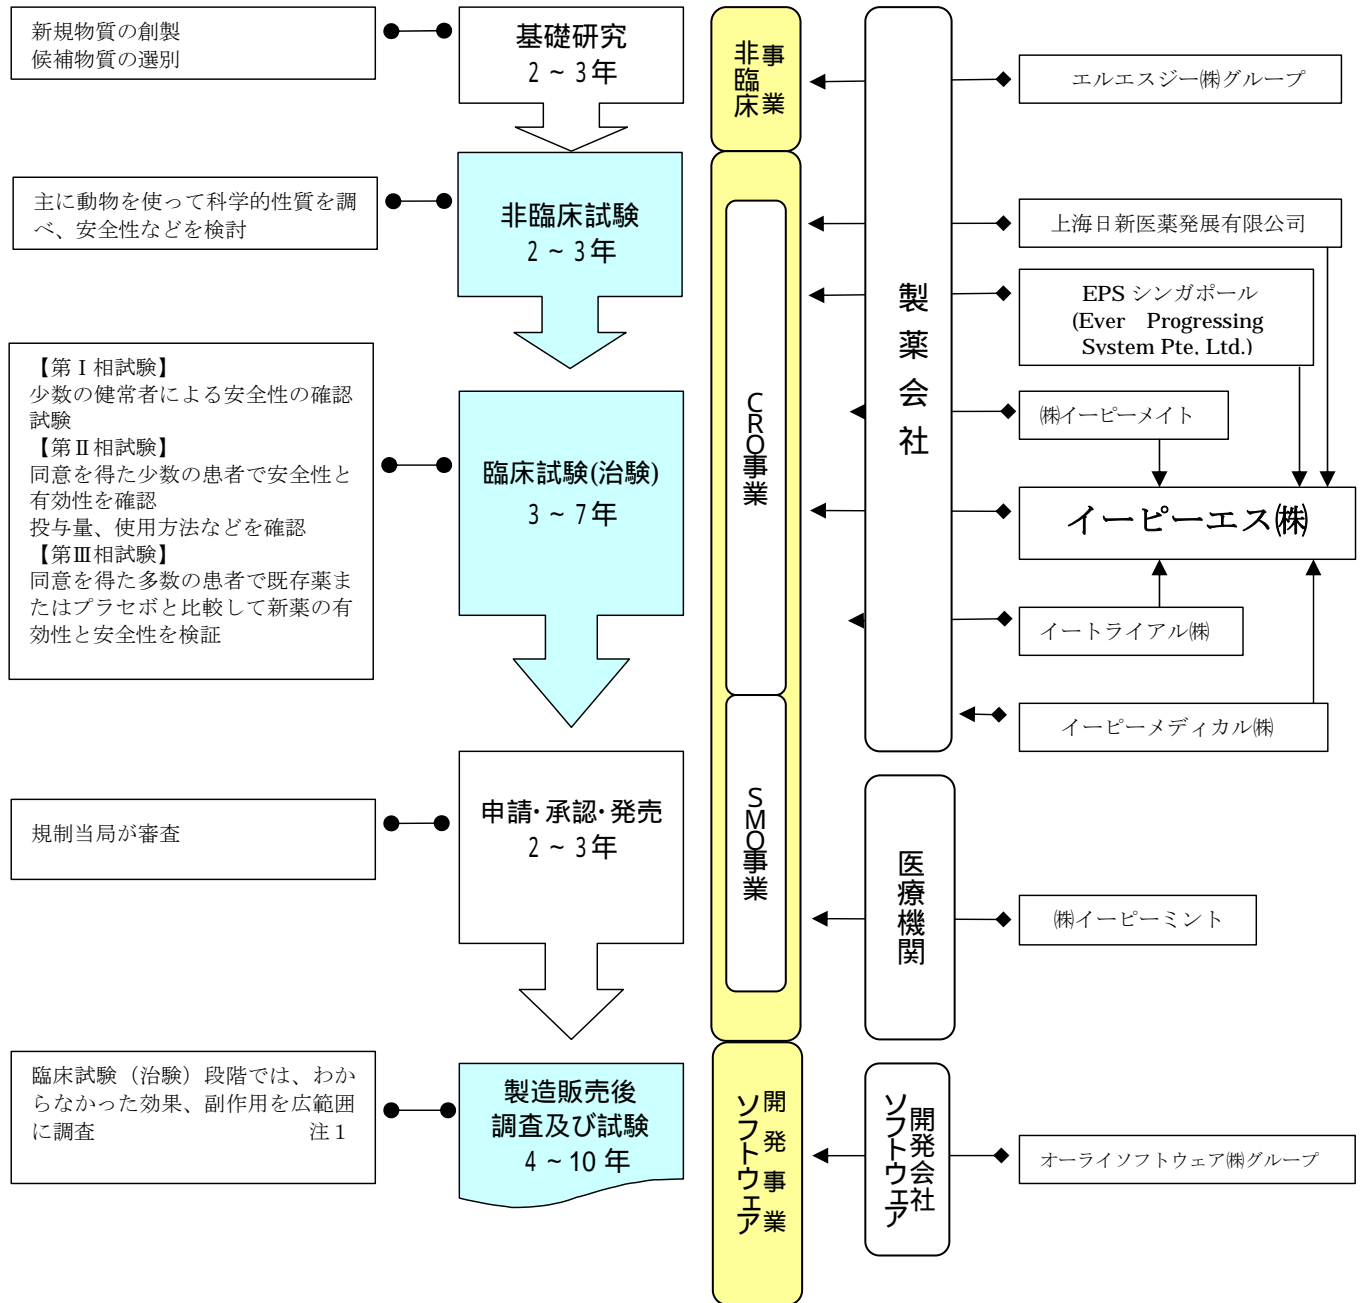 新規物質の創製
候補物質の選別
基礎研究
2 ~ 3年
非臨床
事業
エルエスジー㈱グループ
主に動物を使って科学的性質を調
べ、安全性などを検討
非臨床試験
2 ~ 3年
上海日新医薬発展有限公司
EPS シンガポール
(Ever Progressing
System Pte, Ltd.)
製薬会社
【第Ⅰ相試験】
少数の健常者による安全性の確認
試験
【第Ⅱ相試験】
同意を得た少数の患者で安全性と
有効性を確認
投与量、使用方法などを確認
【第Ⅲ相試験】
同意を得た多数の患者で既存薬ま
たはプラセボと比較して新薬の有
効性と安全性を検証
臨床試験(治験)
3 ~ 7年
CRO事業
㈱イーピーメイト
イーピーエス㈱
イートライアル㈱
イーピーメディカル㈱
規制当局が審査
申請・承認・発売
2 ~ 3年
SMO事業
医療機関
㈱イーピーミント
臨床試験（治験）段階では、わか
らなかった効果、副作用を広範囲
に調査 注１
製造販売後
調査及び試験
4 ~ 10 年
ソフトウェア
開発事業
ソフトウェア
開発会社
オーライソフトウェア㈱グループ